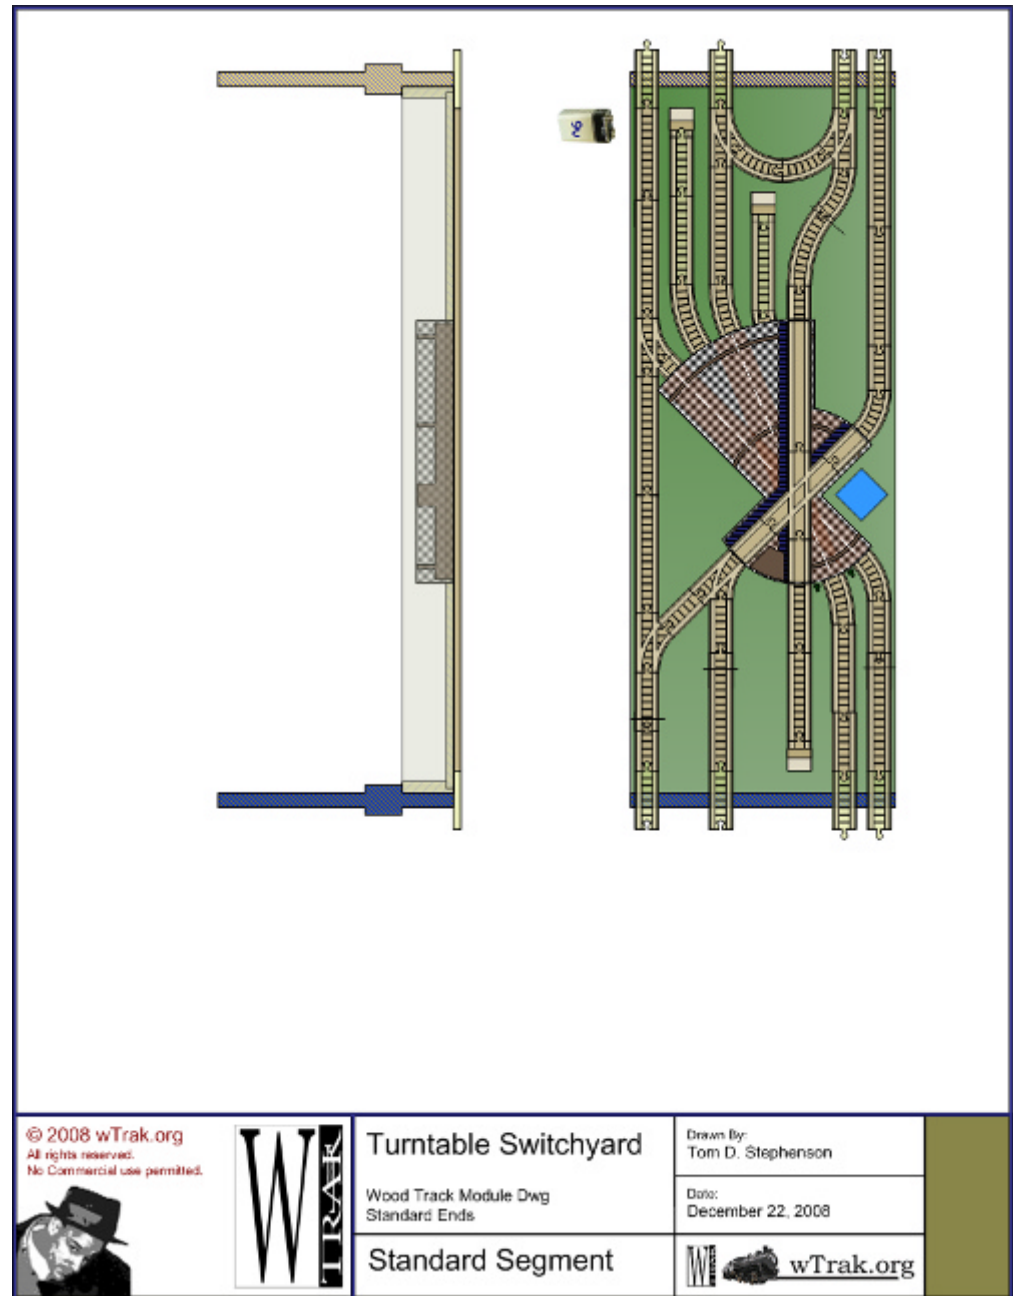 © 2008 wTrak.org
All rights reserved.
No Commercial use permitted.
W
TRAK
Turntable Switchyard
Wood Track Module Dwg
Standard Ends
Standard Segment
Drawn By:
Tom D. Stephenson
Date:
December 22, 2008
wTrak.org